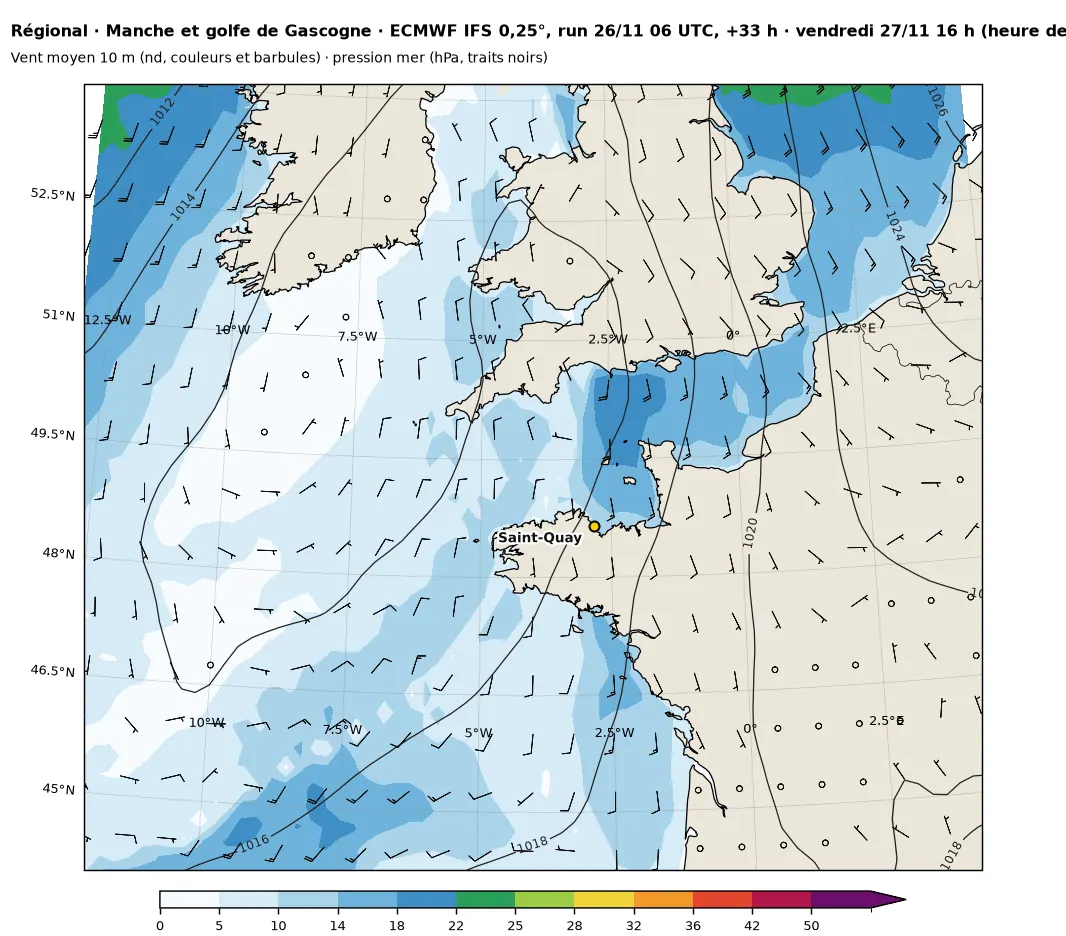 Régional · Manche et golfe de Gascogne · ECMWF IFS 0,25°, run 26/11 06 UTC, +33 h · vendredi 27/11 16 h (heure de
Vent moyen 10 m (nd, couleurs et barbules) · pression mer (hPa, traits noirs)
1012
1026
52.5°N
1014
1024
51°N
12.5°W
10°W
7.5°W
5°W
2.5°W
0°
2.5°E
49.5°N
48°N
Saint-Quay
1020
10
46.5°N
10°W
7.5°W
5°W
2.5°W
0°
2.5°E
45°N
1016
1018
1018
0 5 10 14 18 22 25 28 32 36 42 50